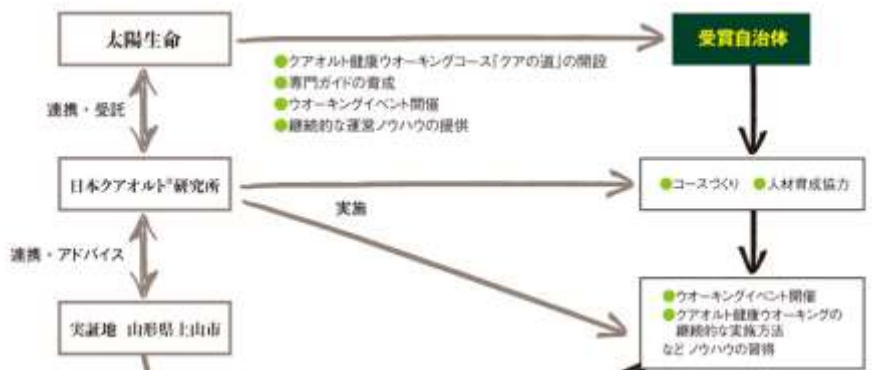 太陽生命
受賞自治体
●クアオルト健康ウオーキングコース「クアの道」の開設
●専門ガイドの育成
●ウオーキングイベント開催
●継続的な運営ノウハウの提供
連携・受託
日本クアオルト®研究所
●コースづくり ●人材育成協力
実施
連携・アドバイス
●ウオーキングイベント開催
●クアオルト健康ウオーキングの
継続的な実施方法
など ノウハウの習得
実証地 山形県上山市